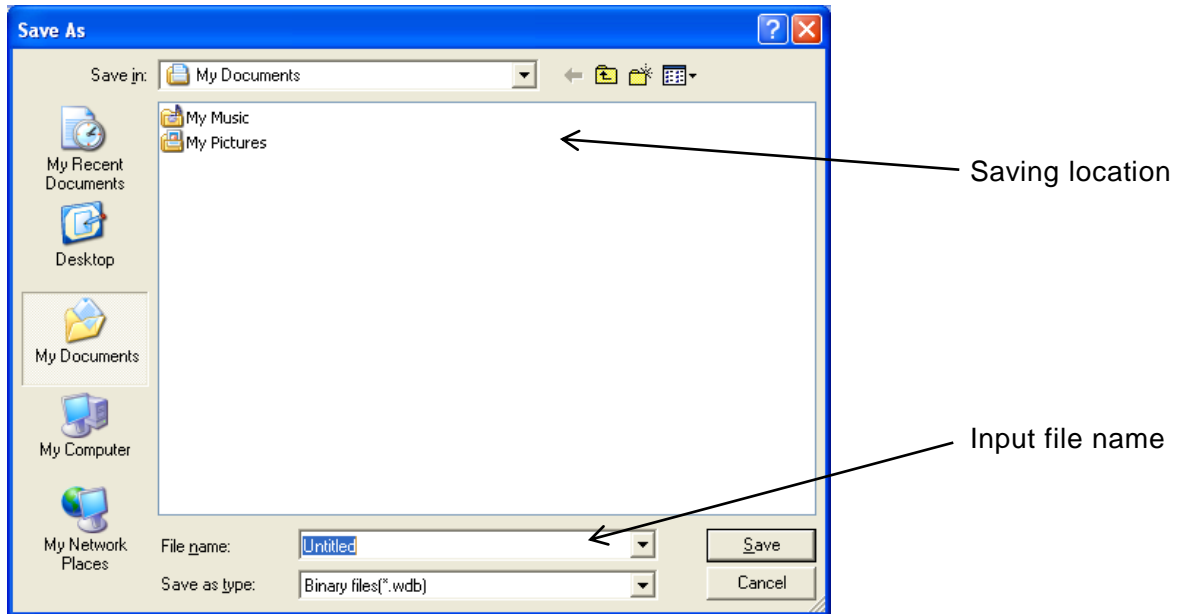 Save As
Save in: My Documents
My Music
My Pictures
My Recent
Documents
Desktop
My Documents
My Computer
My Network
Places
File name: Untitled Save
Save as type: Binary files(*.wdb) Cancel
Saving location
Input file name